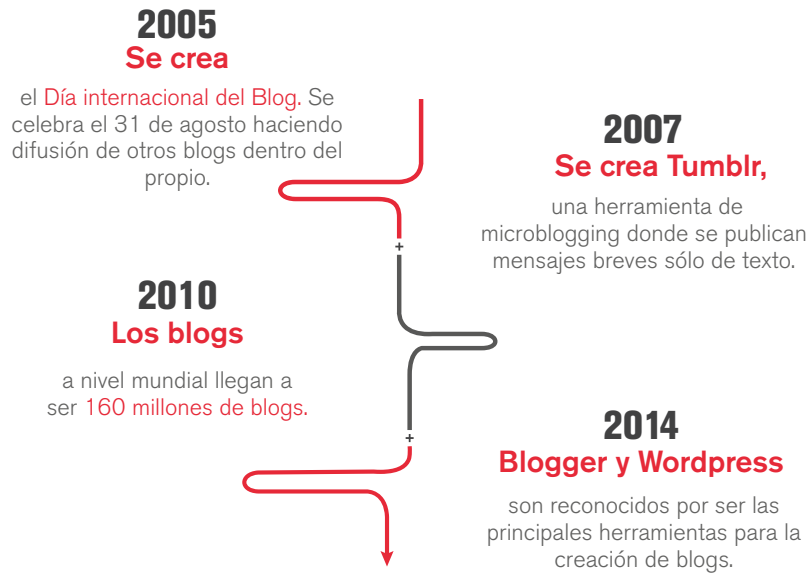 2005
Se crea
el Día internacional del Blog. Se
celebra el 31 de agosto haciendo
difusión de otros blogs dentro del
propio.
2007
Se crea Tumblr,
una herramienta de
microblogging donde se publican
mensajes breves sólo de texto.
2010
Los blogs
a nivel mundial llegan a
ser 160 millones de blogs.
2014
Blogger y Wordpress
son reconocidos por ser las
principales herramientas para la
creación de blogs.